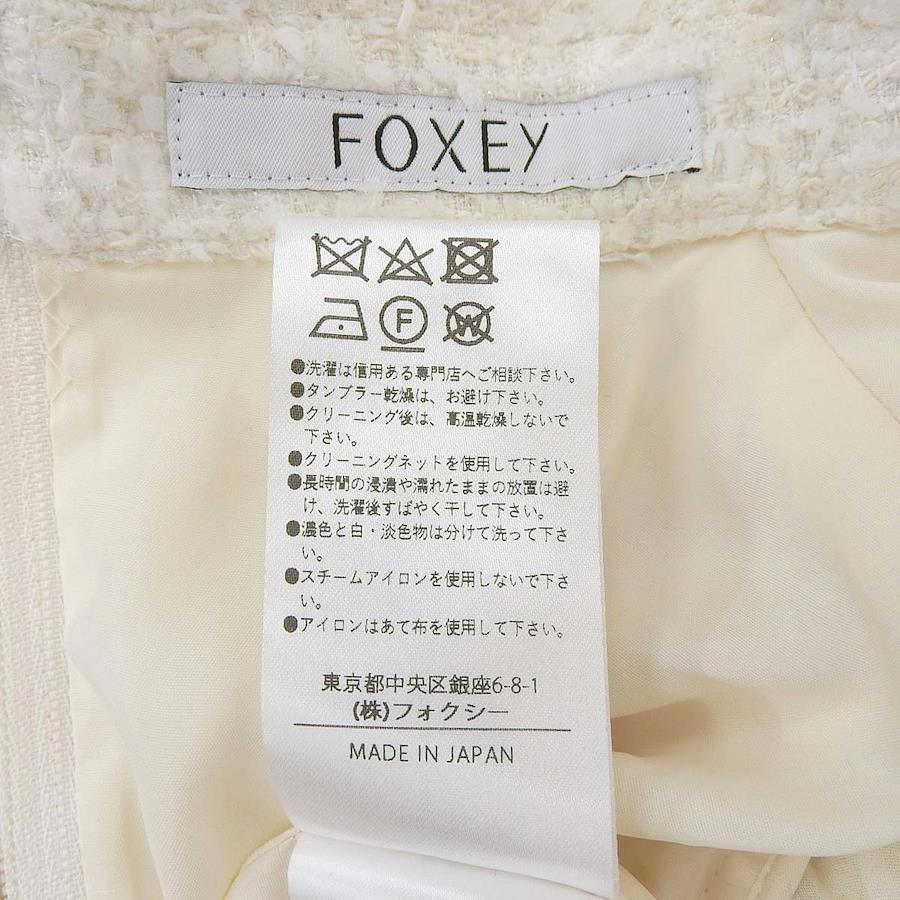 FOXEY
F W
●洗濯は信用ある専門店へご相談下さい。
●タンブラー乾燥は、お避け下さい。
●クリーニング後は、高温乾燥しないで
下さい。
●クリーニングネットを使用して下さい。
●長時間の浸漬や濡れたままの放置は避
け、洗濯後すばやく干して下さい。
●濃色と白・淡色物は分けて洗って下さ
い。
●スチームアイロンを使用しないで下さ
い。
●アイロンはあて布を使用して下さい。
東京都中央区銀座6-8-1
(株)フォクシー
MADE IN JAPAN